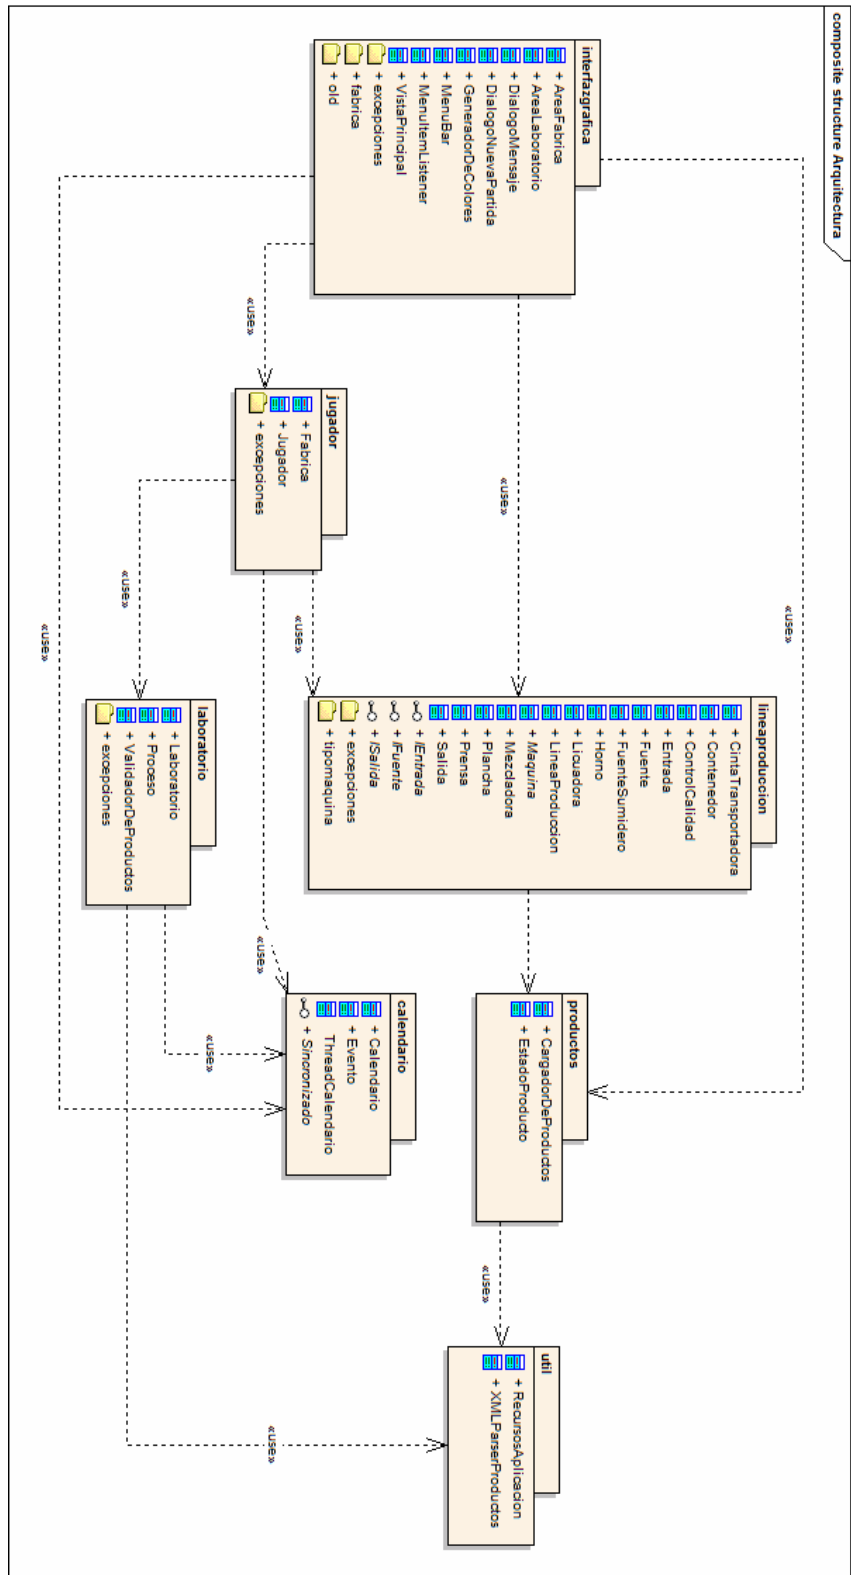 composite structure Arquitectura
interfazgrafica
+ AreaFabrica
+ AreaLaboratorio
+ DialogoMensaje
+ DialogoNuevaPartida
+ GeneradorDeColores
+ MenuBar
+ MenuItemListener
+ VistaPrincipal
+ excepciones
+ fabrica
+ old
«use»
«use»
«use»
«use»
jugador
+ Fabrica
+ Jugador
+ excepciones
«use»
«use»
«use»
lineaproduccion
+ CintaTransportadora
+ Contenedor
+ ControlCalidad
+ Entrada
+ Fuente
+ FuenteSumidero
+ Horno
+ Licuadora
+ LineaProduccion
+ Maquina
+ Mezcladora
+ Plancha
+ Prensa
+ Salida
+ IEntrada
+ IFuente
+ ISalida
+ excepciones
+ tipomaquina
laboratorio
+ Laboratorio
+ Proceso
+ ValidadorDeProductos
+ excepciones
«use»
«use»
productos
+ CargadorDeProductos
+ EstadoProducto
«use»
calendario
+ Calendario
+ Evento
ThreadCalendario
+ Sincronizado
util
+ RecursosAplicacion
+ XMLParserProductos